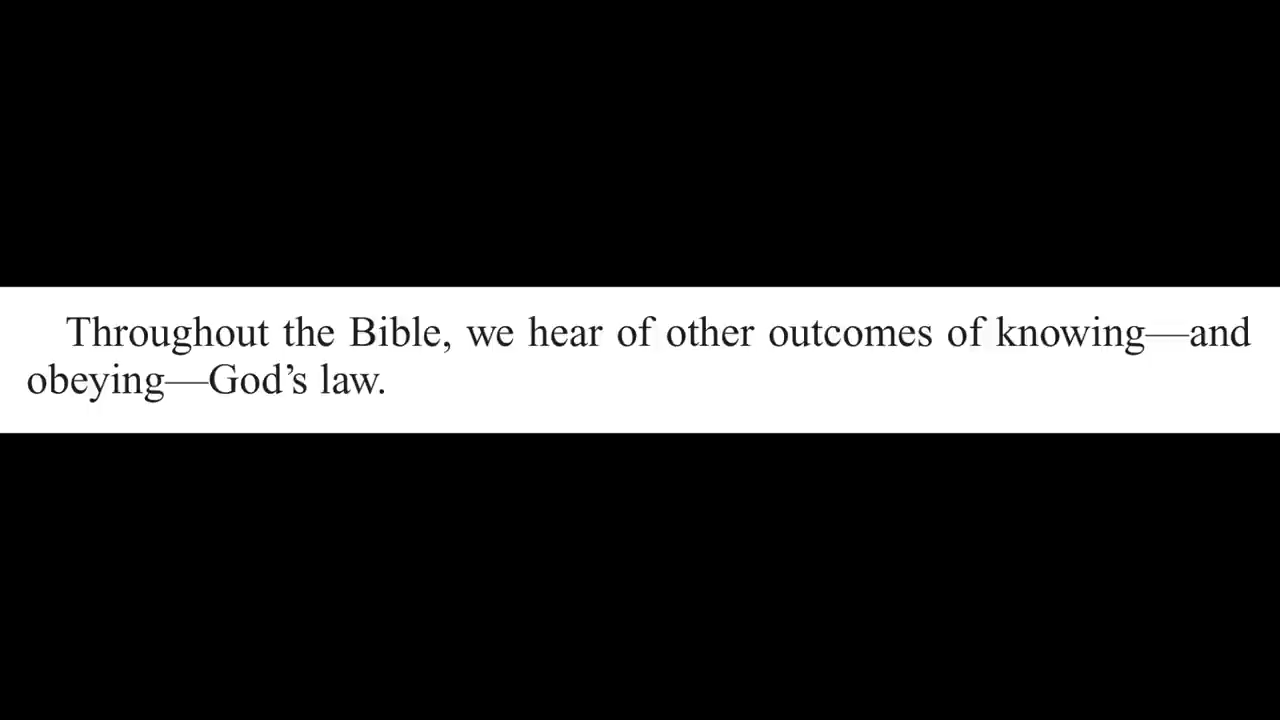 Throughout the Bible, we hear of other outcomes of knowing—and
obeying—God’s law.